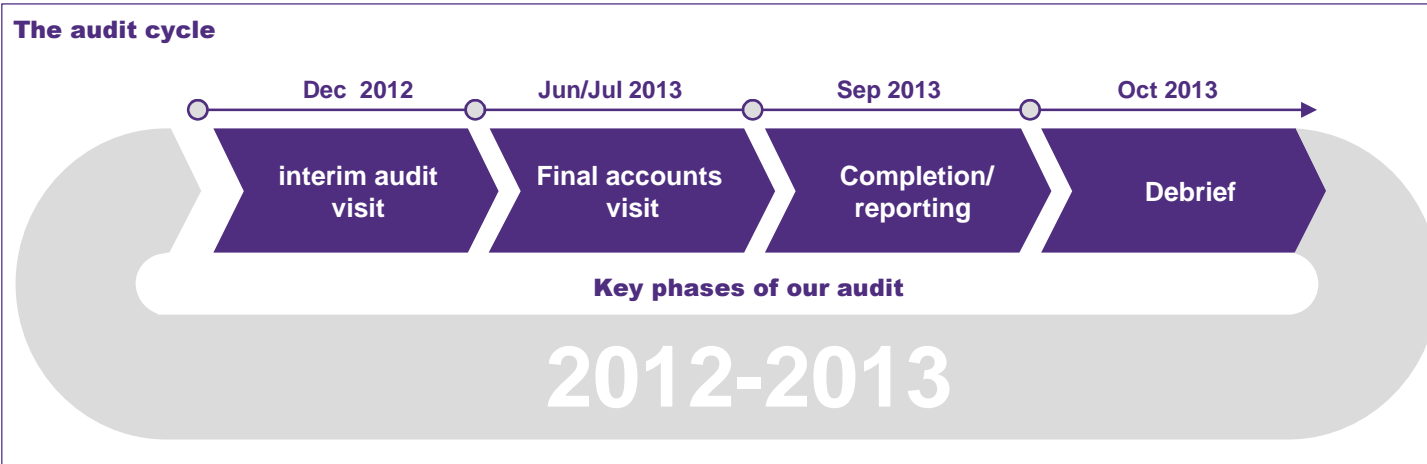 The audit cycle
Dec 2012
Jun/Jul 2013
Sep 2013
Oct 2013
interim audit
visit
Final accounts
visit
Completion/
reporting
Debrief
Key phases of our audit
2012-2013